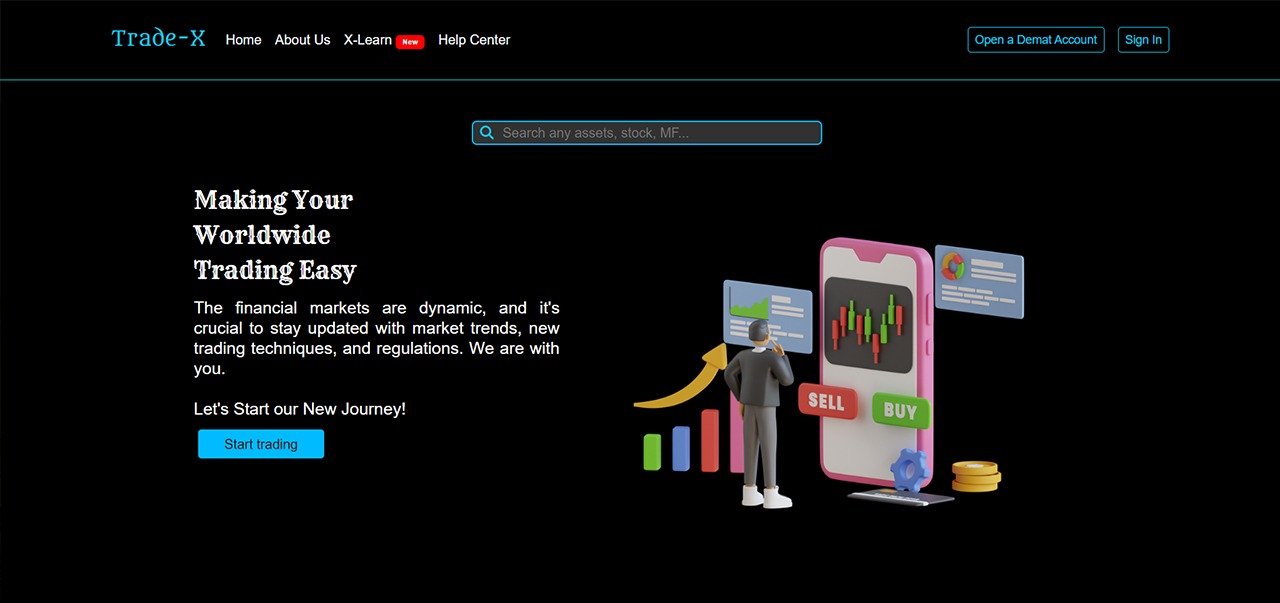 Trade-X Home About Us X-Learn New Help Center Open a Demat Account Sign In
Search any assets, stock, MF...
Making Your
Worldwide
Trading Easy
The financial markets are dynamic, and it's
crucial to stay updated with market trends, new
trading techniques, and regulations. We are with
you.
Let's Start our New Journey!
Start trading
SELL
BUY